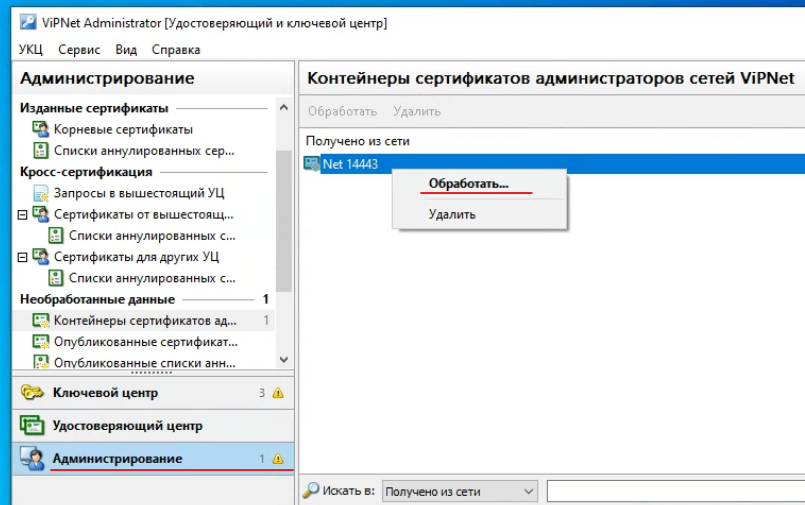 ViPNet Administrator [Удостоверяющий и ключевой центр]
УКЦ Сервис Вид Справка
Администрирование
Изданные сертификаты
Корневые сертификаты
Списки аннулированных сер...
Кросс-сертификация
Запросы в вышестоящий УЦ
Сертификаты от вышестоящ...
Списки аннулированных с...
Сертификаты для других УЦ
Списки аннулированных с...
Необработанные данные 1
Контейнеры сертификатов ад... 1
Опубликованные сертификат...
Опубликованные списки анн...
Ключевой центр 3
Удостоверяющий центр
Администрирование 1
Контейнеры сертификатов администраторов сетей ViPNet
Обработать Удалить
Получено из сети
Net 14443
Обработать...
Удалить
Искать в: Получено из сети